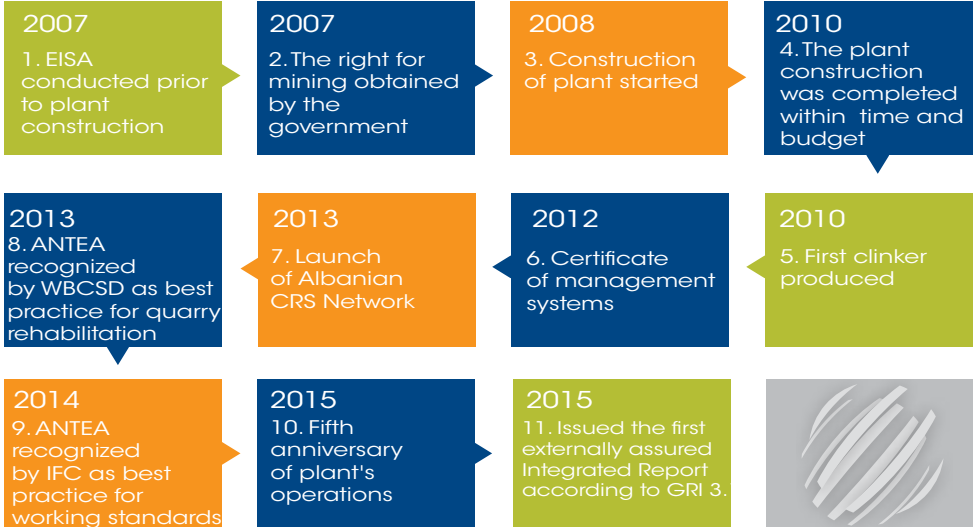 2007
1. EISA
conducted prior
to plant
construction
2007
2. The right for
mining obtained
by the
government
2008
3. Construction
of plant started
2010
4. The plant
construction
was completed
within time and
budget
2010
5. First clinker
produced
2012
6. Certificate
of management
systems
2013
7. Launch
of Albanian
CRS Network
2013
8. ANTEA
recognized
by WBCSD as best
practice for quarry
rehabilitation
2014
9. ANTEA
recognized
by IFC as best
practice for
working standards
2015
10. Fifth
anniversary
of plant's
operations
2015
11. Issued the first
externally assured
Integrated Report
according to GRI 3.